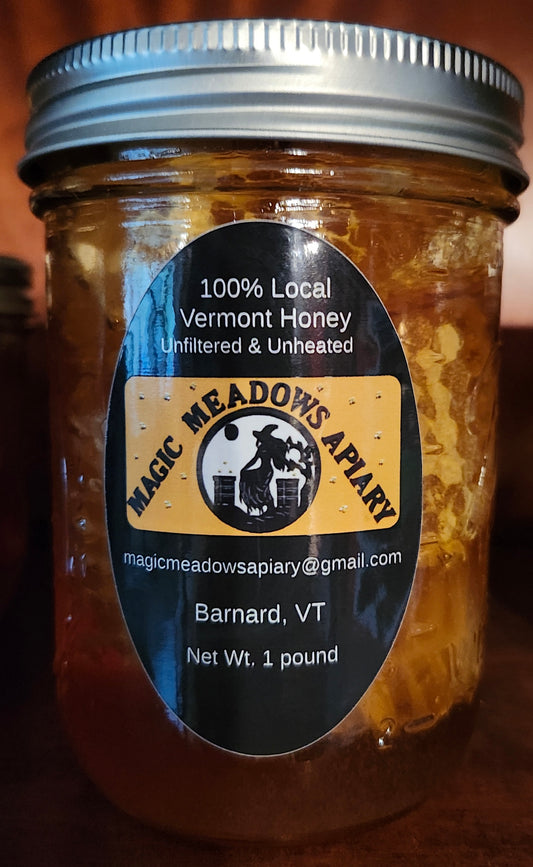 100% Local
Vermont Honey
Unfiltered & Unheated
MAGIC MEADOWS APIARY
magicmeadowsapiary@gmail.com
Barnard, VT
Net Wt. 1 pound